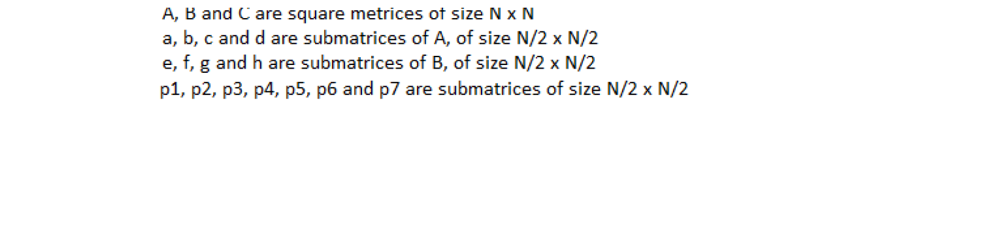 A, B and C are square metrices of size N x N
a, b, c and d are submatrices of A, of size N/2 x N/2
e, f, g and h are submatrices of B, of size N/2 x N/2
p1, p2, p3, p4, p5, p6 and p7 are submatrices of size N/2 x N/2